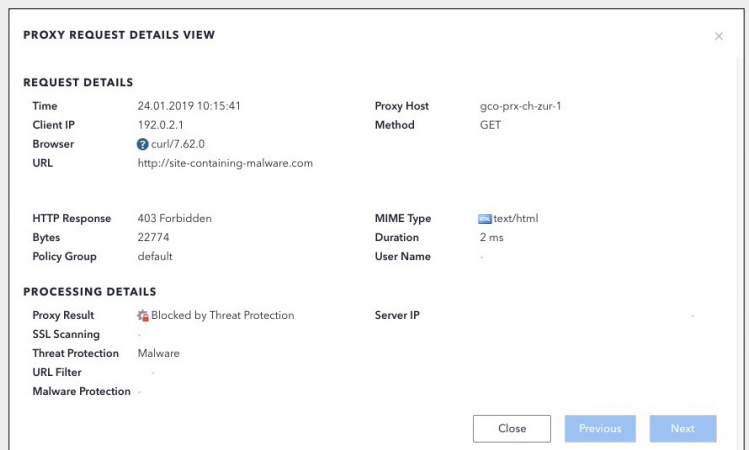 PROXY REQUEST DETAILS VIEW ×
REQUEST DETAILS
Time 24.01.2019 10:15:41 Proxy Host gco-prx-ch-zur-1
Client IP 192.0.2.1 Method GET
Browser ? curl/7.62.0
URL http://site-containing-malware.com
HTTP Response 403 Forbidden MIME Type text/html
Bytes 22774 Duration 2 ms
Policy Group default User Name -
PROCESSING DETAILS
Proxy Result Blocked by Threat Protection Server IP -
SSL Scanning -
Threat Protection Malware
URL Filter -
Malware Protection -
Close Previous Next